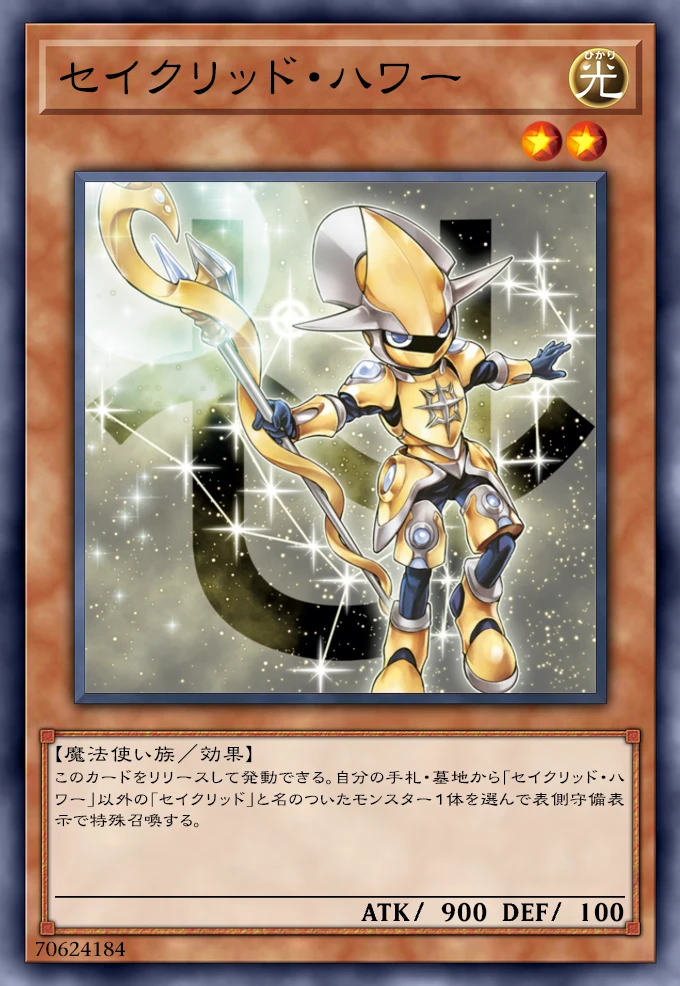 セイクリッド・ハワー
ひかり
光
【魔法使い族／効果】
このカードをリリースして発動できる。自分の手札・墓地から「セイクリッド・ハ
ワー」以外の「セイクリッド」と名のついたモンスター１体を選んで表側守備表
示で特殊召喚する。
ATK/ 900 DEF/ 100
70624184